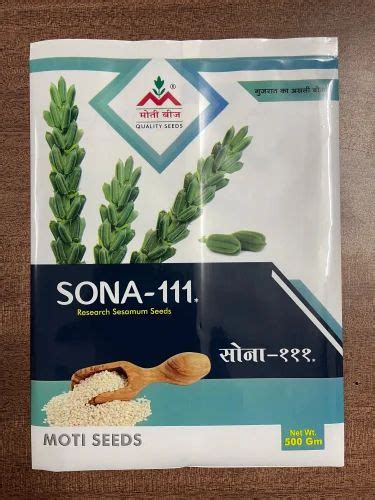 ®
मोती बीज
QUALITY SEEDS
गुजरात का असली बीज
SONA-111.
Research Sesamum Seeds
सोना-१११.
MOTI SEEDS
Net Wt.
500 Gm